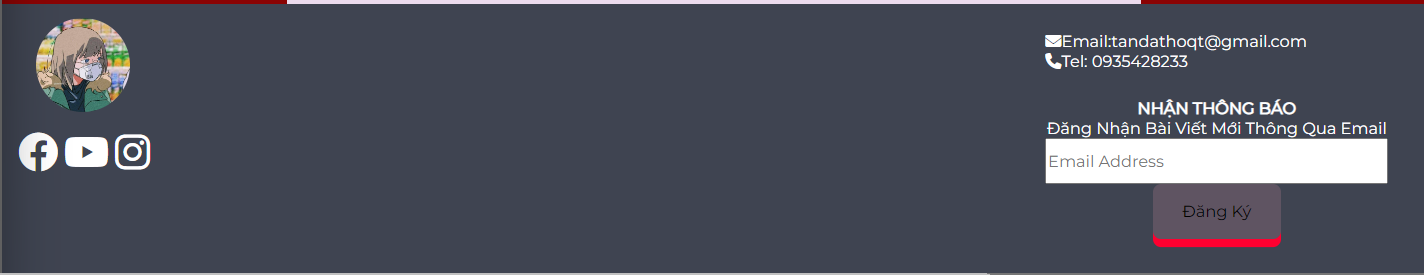 Email:tandathoqt@gmail.com
Tel: 0935428233
NHẬN THÔNG BÁO
Đăng Nhận Bài Viết Mới Thông Qua Email
Email Address
Đăng Ký